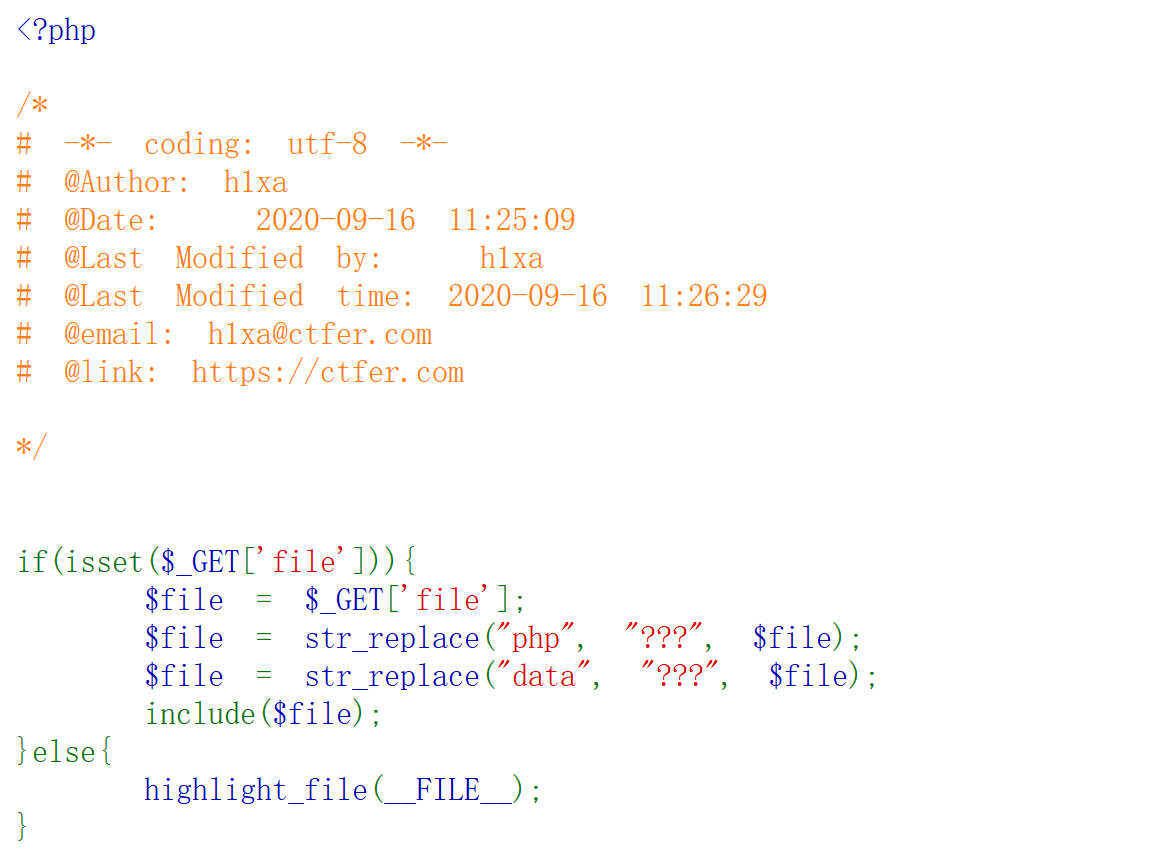 <?php
/*
# -*- coding: utf-8 -*-
# @Author: h1xa
# @Date: 2020-09-16 11:25:09
# @Last Modified by: h1xa
# @Last Modified time: 2020-09-16 11:26:29
# @email: h1xa@ctfer.com
# @link: https://ctfer.com
*/
if(isset($_GET['file'])){
$file = $_GET['file'];
$file = str_replace("php", "???", $file);
$file = str_replace("data", "???", $file);
include($file);
}else{
highlight_file(__FILE__);
}